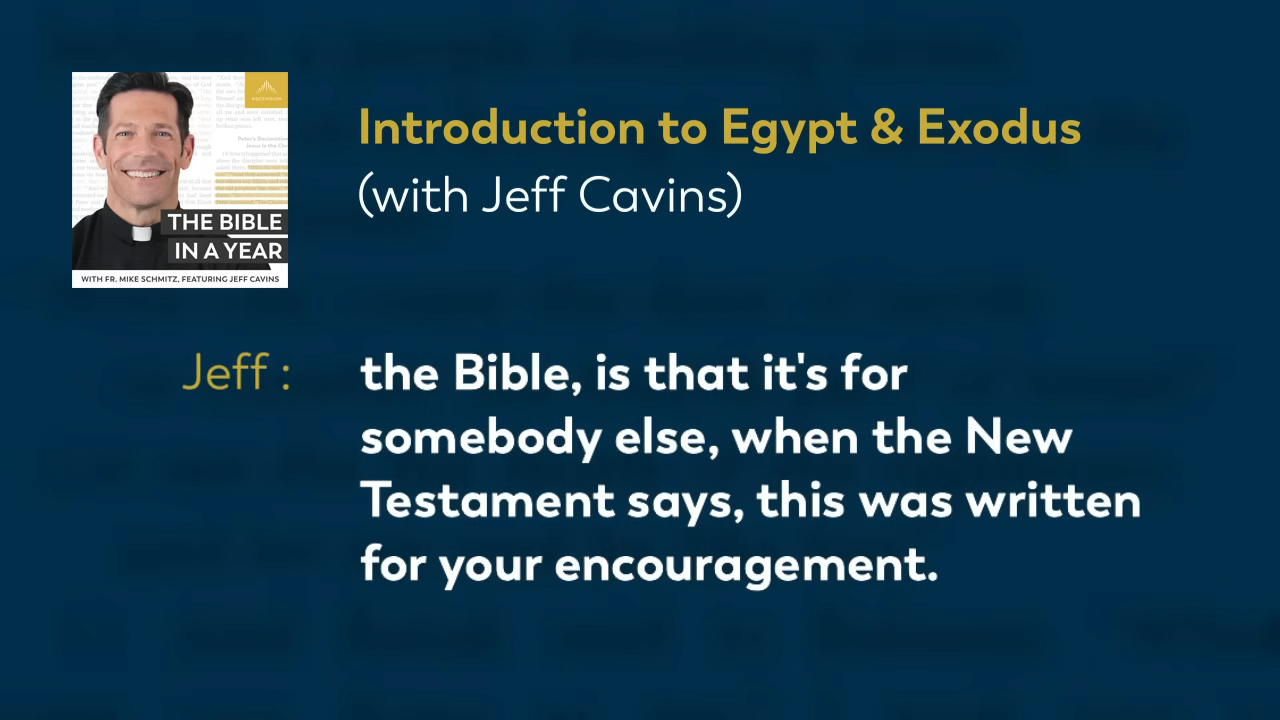 ASCENSION
THE BIBLE
IN A YEAR
WITH FR. MIKE SCHMITZ, FEATURING JEFF CAVINS
Introduction to Egypt & Exodus
(with Jeff Cavins)
Jeff : the Bible, is that it's for
somebody else, when the New
Testament says, this was written
for your encouragement.